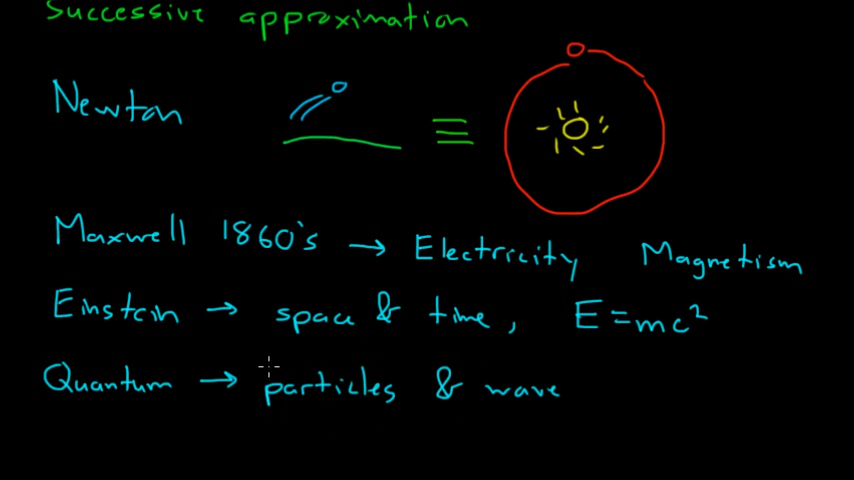 Successive approximation
Newton ≡
Maxwell 1860's → Electricity Magnetism
Einstein → space & time, E=mc²
Quantum → particles & wave